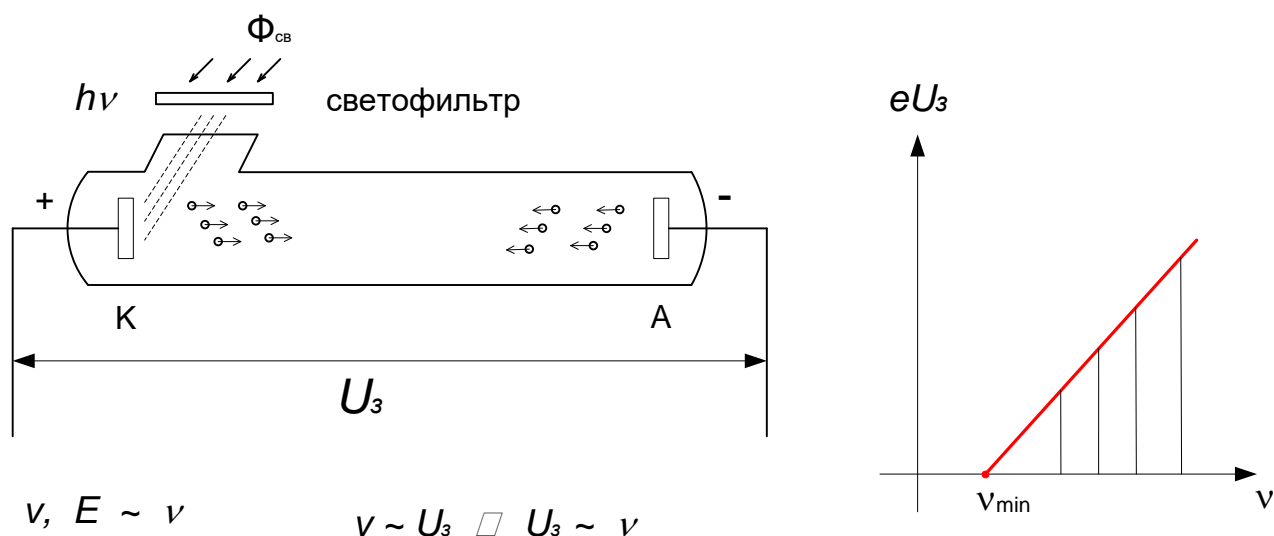 Φсв
hν
светофильтр
eUз
+
-
K
A
Uз
νmin
ν
v, E ~ ν
v ~ Uз ▯ Uз ~ ν